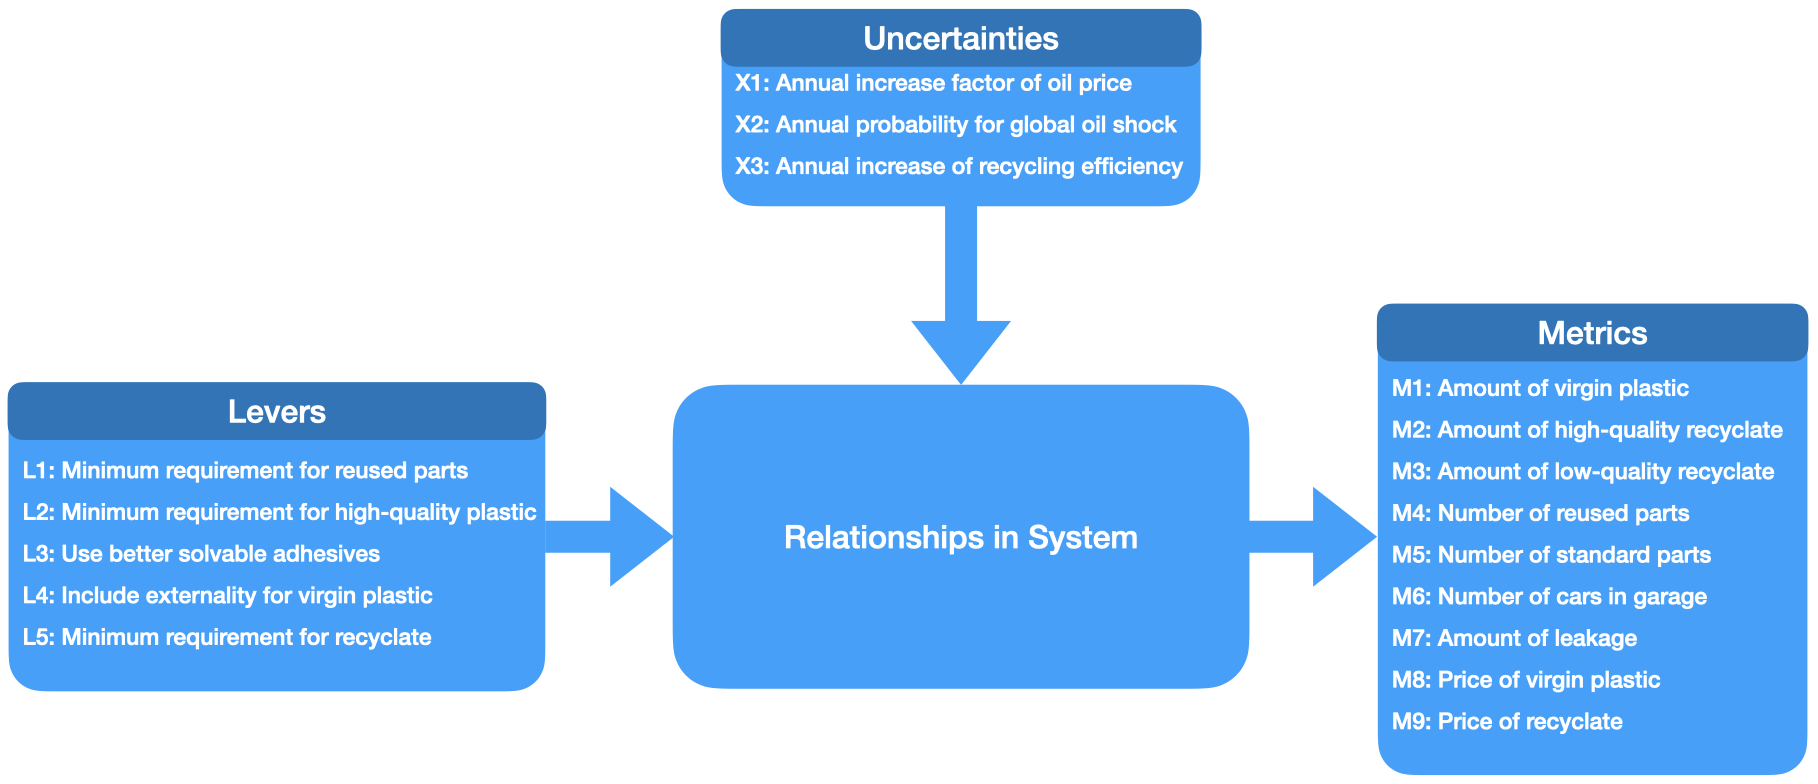 Uncertainties
X1: Annual increase factor of oil price
X2: Annual probability for global oil shock
X3: Annual increase of recycling efficiency
Levers
L1: Minimum requirement for reused parts
L2: Minimum requirement for high-quality plastic
L3: Use better solvable adhesives
L4: Include externality for virgin plastic
L5: Minimum requirement for recyclate
Relationships in System
Metrics
M1: Amount of virgin plastic
M2: Amount of high-quality recyclate
M3: Amount of low-quality recyclate
M4: Number of reused parts
M5: Number of standard parts
M6: Number of cars in garage
M7: Amount of leakage
M8: Price of virgin plastic
M9: Price of recyclate